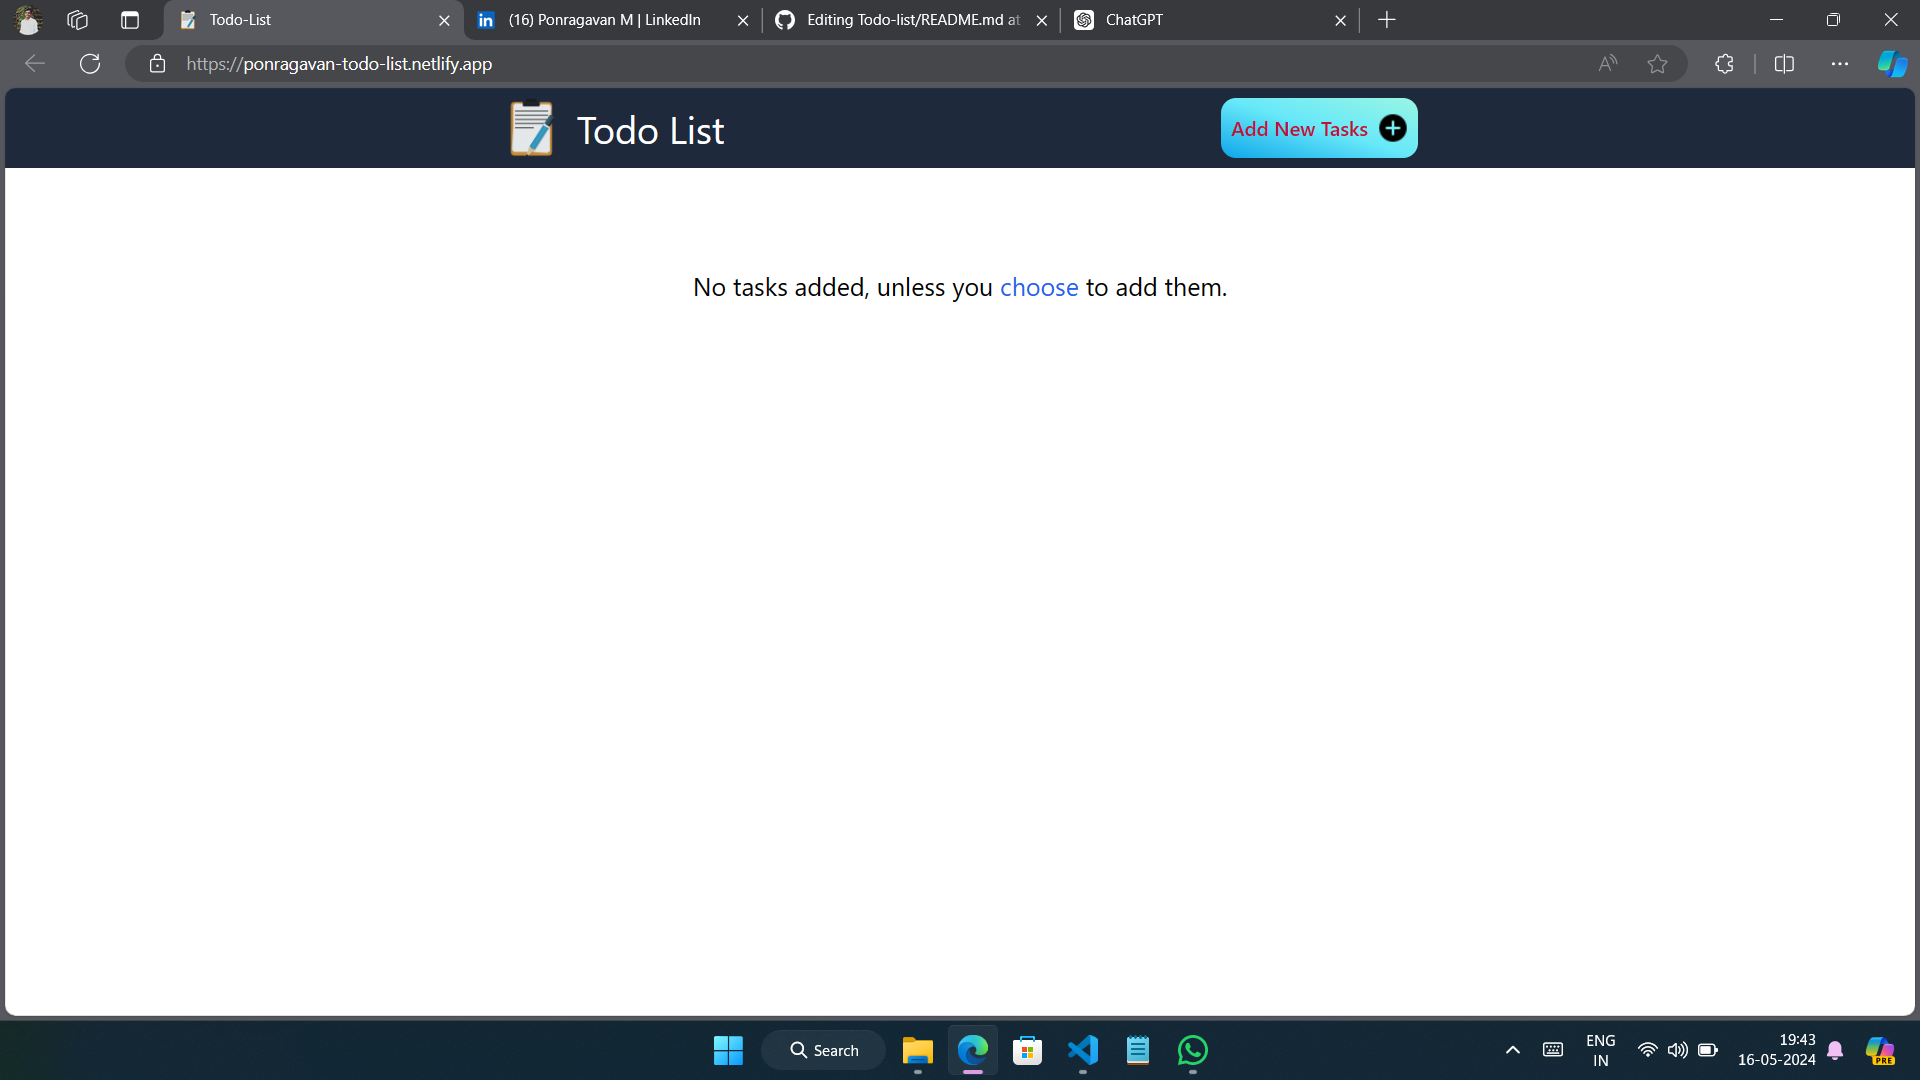 Todo-List
(16) Ponragavan M | LinkedIn
Editing Todo-list/README.md at
ChatGPT
https://ponragavan-todo-list.netlify.app
Todo List
Add New Tasks
No tasks added, unless you choose to add them.
Search
ENG
IN
19:43
16-05-2024
PRE